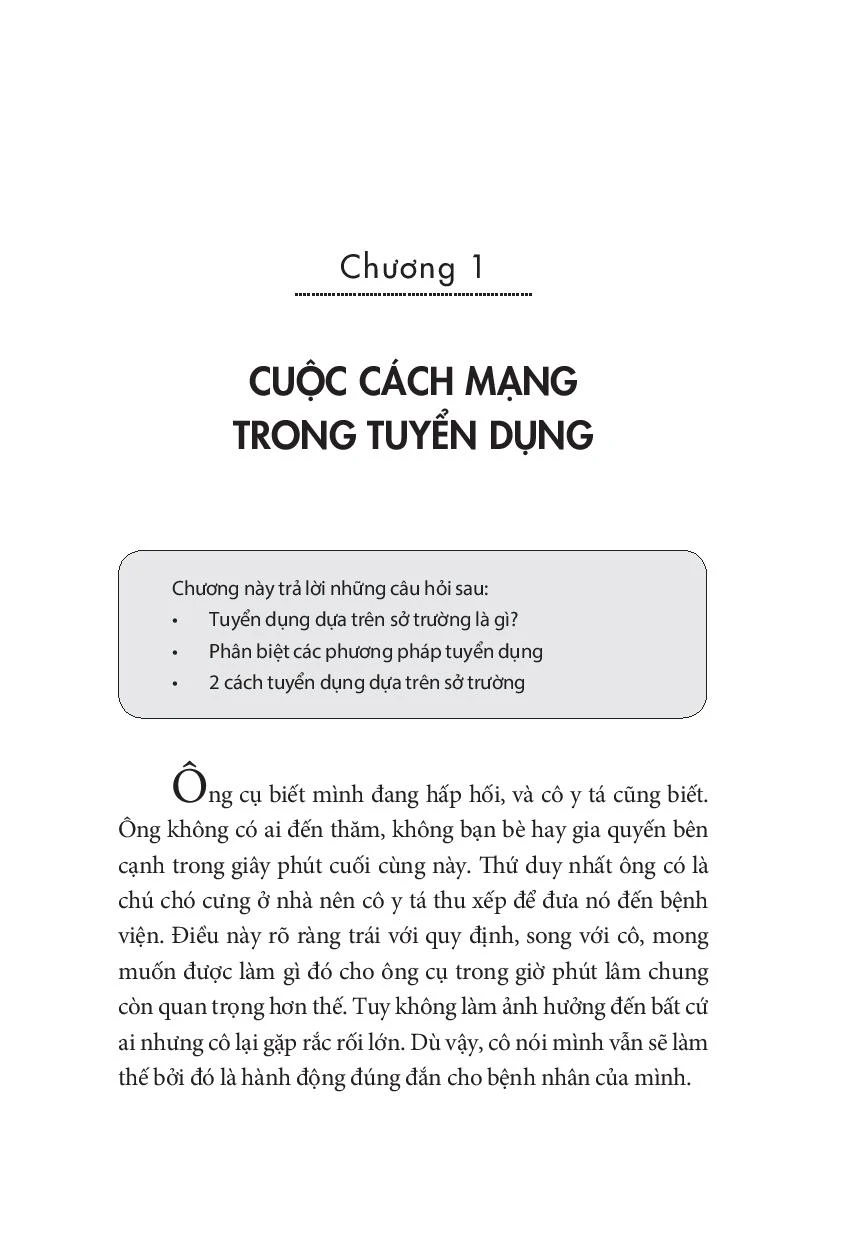 Chương 1
CUỘC CÁCH MẠNG
TRONG TUYỂN DỤNG
Chương này trả lời những câu hỏi sau:
• Tuyển dụng dựa trên sở trường là gì?
• Phân biệt các phương pháp tuyển dụng
• 2 cách tuyển dụng dựa trên sở trường
Ông cụ biết mình đang hấp hối, và cô y tá cũng biết.
Ông không có ai đến thăm, không bạn bè hay gia quyến bên
cạnh trong giây phút cuối cùng này. Thứ duy nhất ông có là
chú chó cưng ở nhà nên cô y tá thu xếp để đưa nó đến bệnh
viện. Điều này rõ ràng trái với quy định, song với cô, mong
muốn được làm gì đó cho ông cụ trong giờ phút lâm chung
còn quan trọng hơn thế. Tuy không làm ảnh hưởng đến bất cứ
ai nhưng cô lại gặp rắc rối lớn. Dù vậy, cô nói mình vẫn sẽ làm
thế bởi đó là hành động đúng đắn cho bệnh nhân của mình.